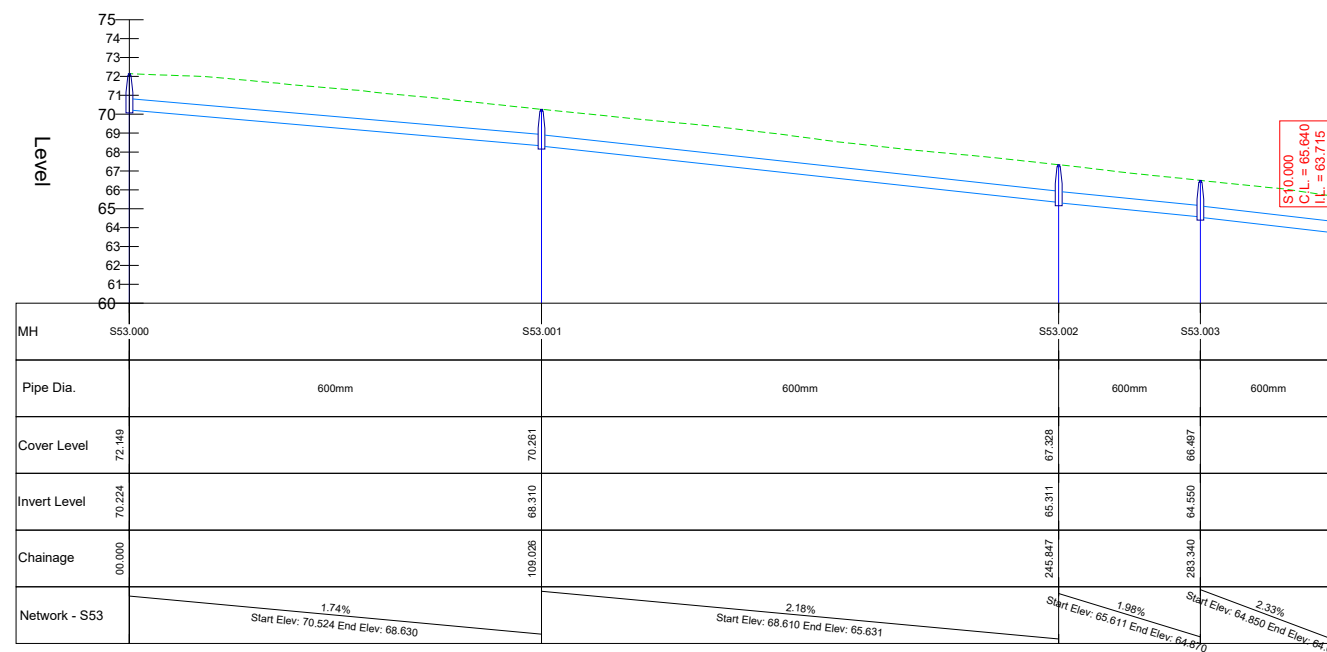 75
74
73
72
71
70
69
68
67
66
65
64
63
62
61
60
Level
S10.000
C.L. = 65.640
I.L. = 63.715
MH S53.000 S53.001 S53.002 S53.003
Pipe Dia. 600mm 600mm 600mm 600mm
Cover Level 72.149 70.261 67.328 66.497
Invert Level 70.224 68.310 65.311 64.550
Chainage 00.000 109.026 245.847 283.340
Network - S53
1.74%
Start Elev: 70.524 End Elev: 68.630
2.18%
Start Elev: 68.610 End Elev: 65.631
1.98%
Start Elev: 65.611 End Elev: 64.870
2.33%
Start Elev: 64.850 End Elev: